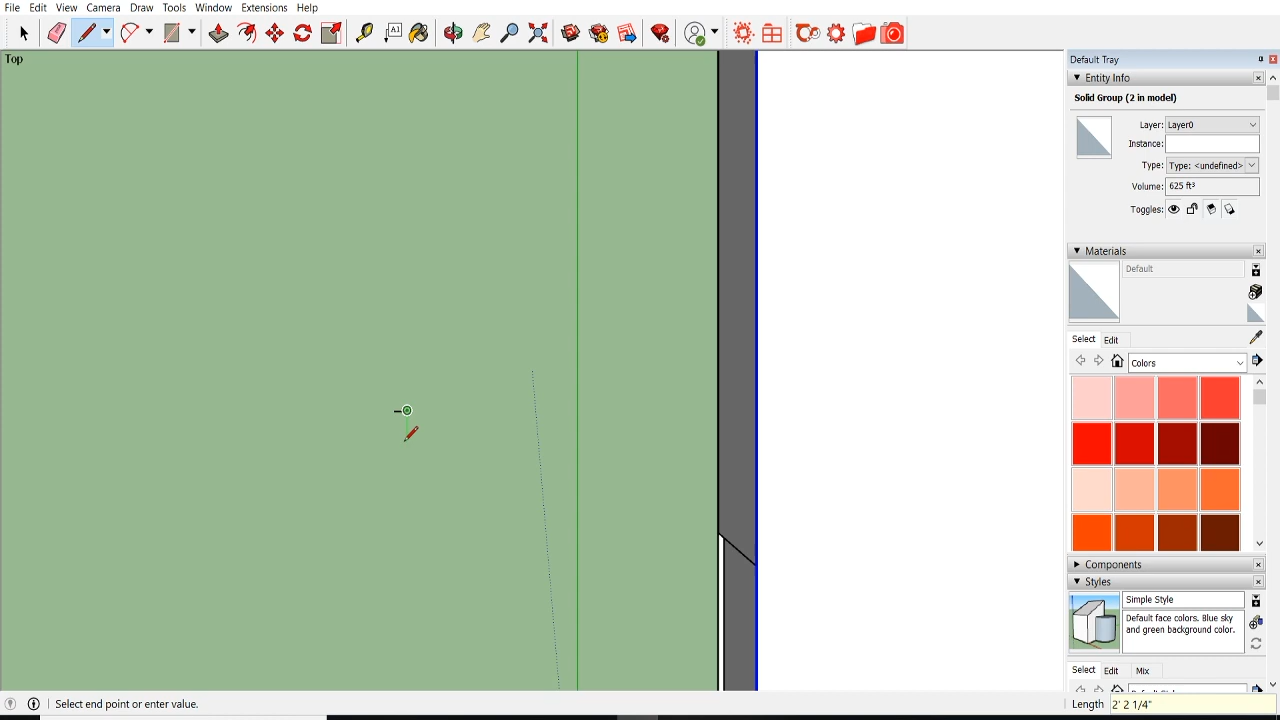 File Edit View Camera Draw Tools Window Extensions Help
A1
Top
Default Tray
Entity Info
Solid Group (2 in model)
Layer: Layer0
Instance:
Type: Type: <undefined>
Volume: 625 ft³
Toggles:
Materials
Default
Select Edit
Colors
Components
Styles
Simple Style
Default face colors. Blue sky
and green background color.
Select Edit Mix
Select end point or enter value.
Length 2' 2 1/4"